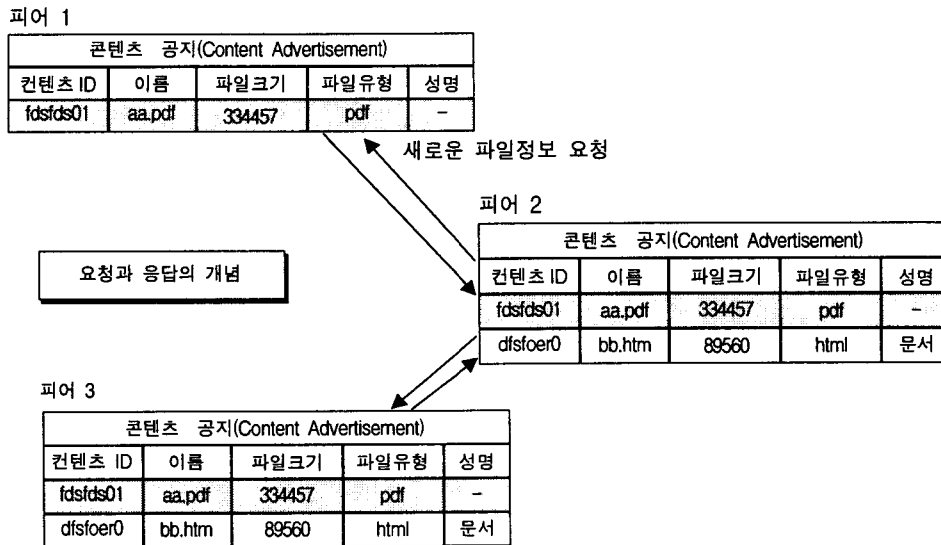 피어 1
콘텐츠 공지(Content Advertisement)
컨텐츠 ID 이름 파일크기 파일유형 성명
fdsfds01 aa.pdf 334457 pdf -
새로운 파일정보 요청
피어 2
콘텐츠 공지(Content Advertisement)
컨텐츠 ID 이름 파일크기 파일유형 성명
fdsfds01 aa.pdf 334457 pdf -
dfsfoer0 bb.htm 89560 html 문서
요청과 응답의 개념
피어 3
콘텐츠 공지(Content Advertisement)
컨텐츠 ID 이름 파일크기 파일유형 성명
fdsfds01 aa.pdf 334457 pdf -
dfsfoer0 bb.htm 89560 html 문서